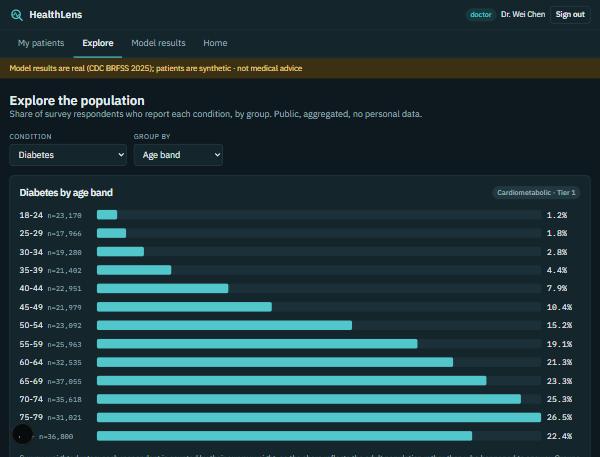 HealthLens
doctor Dr. Wei Chen Sign out
My patients Explore Model results Home
Model results are real (CDC BRFSS 2025); patients are synthetic · not medical advice
Explore the population
Share of survey respondents who report each condition, by group. Public, aggregated, no personal data.
CONDITION GROUP BY
Diabetes Age band
Diabetes by age band Cardiometabolic · Tier 1
18-24 n=23,170 1.2%
25-29 n=17,966 1.8%
30-34 n=19,280 2.8%
35-39 n=21,402 4.4%
40-44 n=22,951 7.9%
45-49 n=21,979 10.4%
50-54 n=23,092 15.2%
55-59 n=25,963 19.1%
60-64 n=32,535 21.3%
65-69 n=37,055 23.3%
70-74 n=35,618 25.3%
75-79 n=31,021 26.5%
n=36,800 22.4%